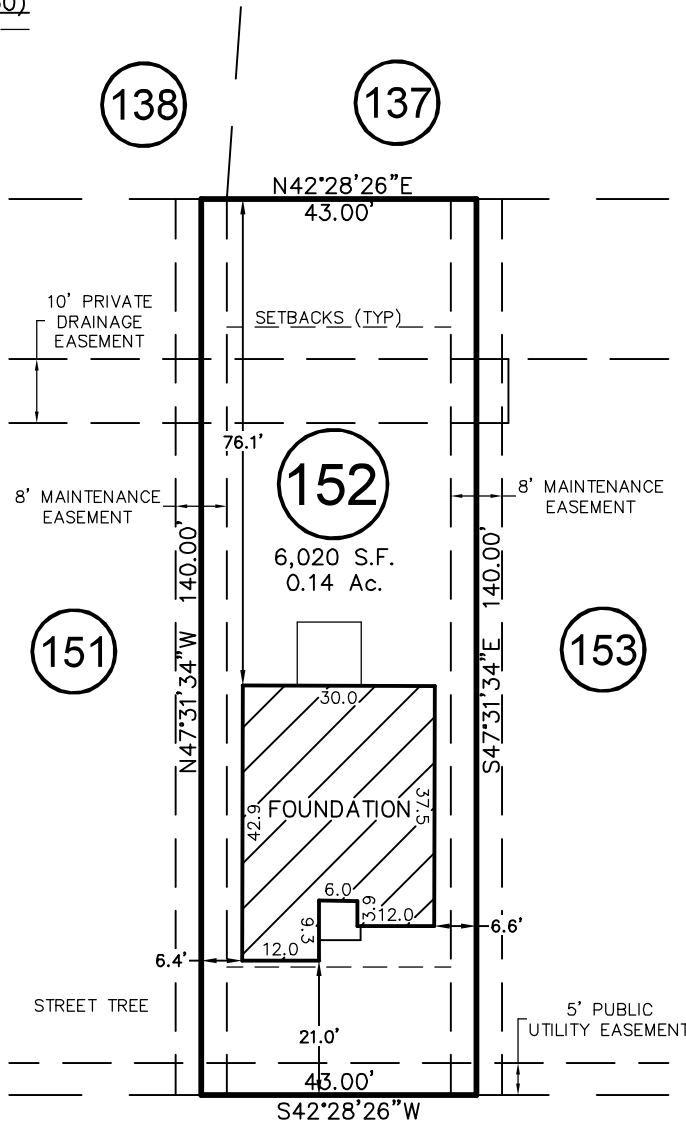 138
137
N42°28'26"E
43.00'
10' PRIVATE
DRAINAGE
EASEMENT
SETBACKS (TYP)
76.1'
152
8' MAINTENANCE
EASEMENT
8' MAINTENANCE
EASEMENT
6,020 S.F.
0.14 Ac.
N47°31'34"W 140.00'
S47°31'34"E 140.00'
151
153
30.0
42.9
FOUNDATION
37.5
6.0
3.9
12.0
9.3
12.0
6.6'
6.4'
STREET TREE
21.0'
5' PUBLIC
UTILITY EASEMENT
43.00'
S42°28'26"W